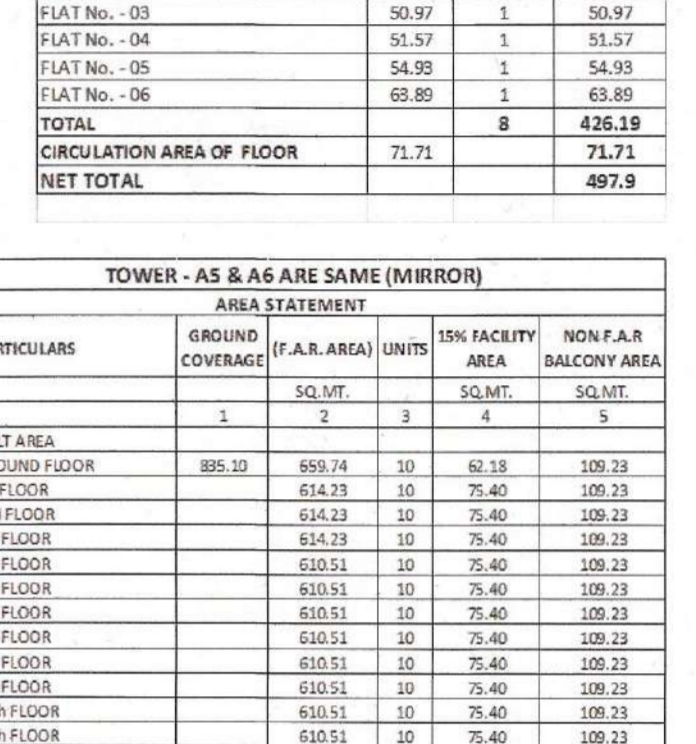 FLAT No. - 03 50.97 1 50.97
FLAT No. - 04 51.57 1 51.57
FLAT No. - 05 54.93 1 54.93
FLAT No. - 06 63.89 1 63.89
TOTAL 8 426.19
CIRCULATION AREA OF FLOOR 71.71 71.71
NET TOTAL 497.9
TOWER - A5 & A6 ARE SAME (MIRROR)
AREA STATEMENT
RTICULARS GROUND COVERAGE (F.A.R. AREA) UNITS 15% FACILITY AREA NON-F.A.R BALCONY AREA
SQ.MT. SQ.MT. SQ.MT.
1 2 3 4 5
LT AREA
OUND FLOOR 835.10 659.74 10 62.18 109.23
FLOOR 614.23 10 75.40 109.23
FLOOR 614.23 10 75.40 109.23
FLOOR 614.23 10 75.40 109.23
FLOOR 610.51 10 75.40 109.23
FLOOR 610.51 10 75.40 109.23
FLOOR 610.51 10 75.40 109.23
FLOOR 610.51 10 75.40 109.23
FLOOR 610.51 10 75.40 109.23
FLOOR 610.51 10 75.40 109.23
h FLOOR 610.51 10 75.40 109.23
h FLOOR 610.51 10 75.40 109.23